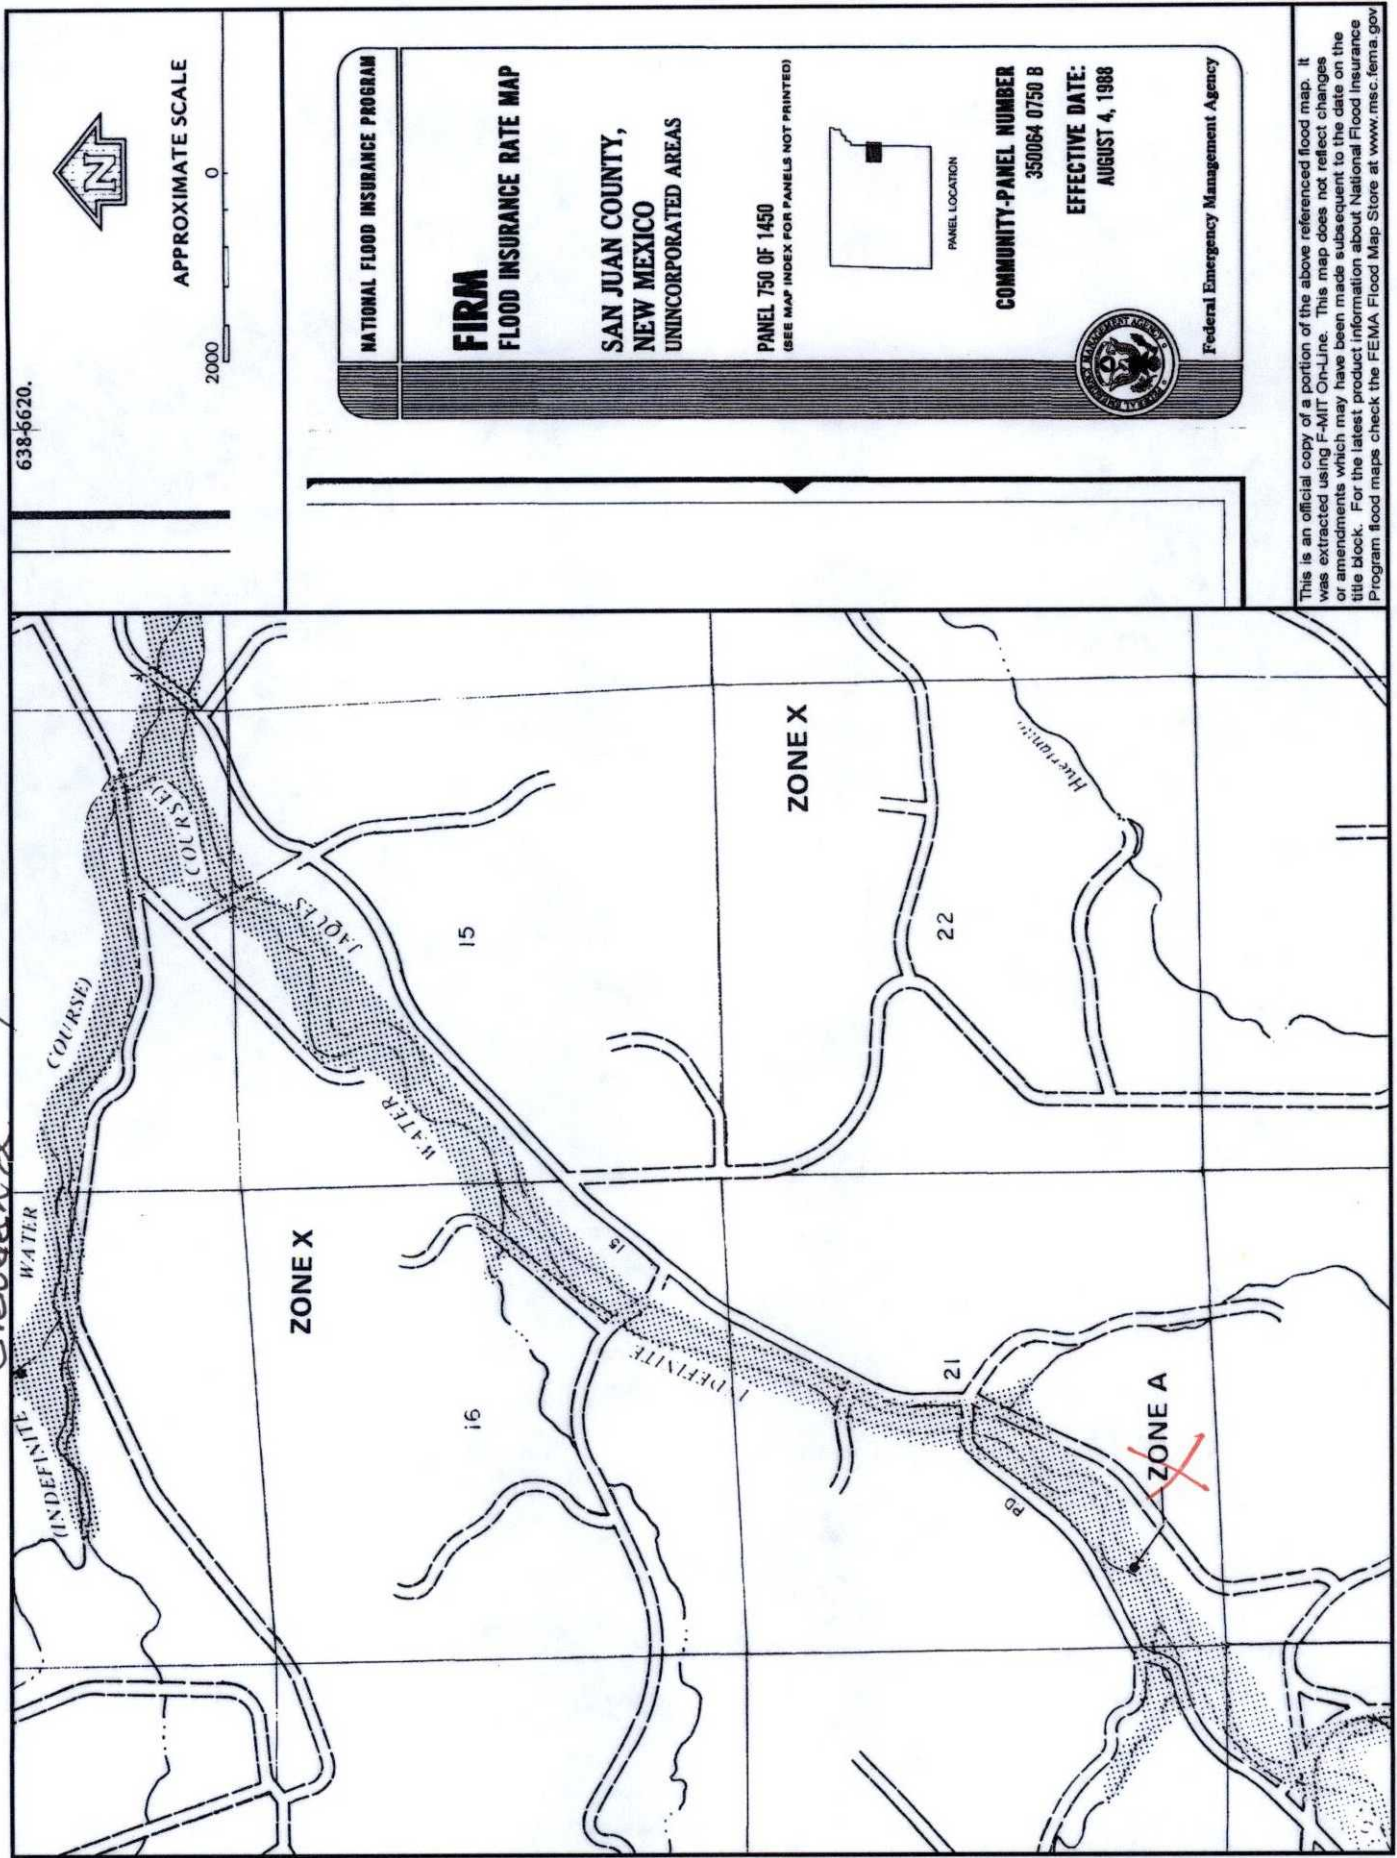 638-6620.
N
APPROXIMATE SCALE
2000 0
NATIONAL FLOOD INSURANCE PROGRAM
FIRM
FLOOD INSURANCE RATE MAP
SAN JUAN COUNTY,
NEW MEXICO
UNINCORPORATED AREAS
PANEL 750 OF 1450
(SEE MAP INDEX FOR PANELS NOT PRINTED)
PANEL LOCATION
COMMUNITY-PANEL NUMBER
350064 0750 B
EFFECTIVE DATE:
AUGUST 4, 1988
FEDERAL EMERGENCY MANAGEMENT AGENCY
Federal Emergency Management Agency
This is an official copy of a portion of the above referenced flood map. It
was extracted using F-MIT On-Line. This map does not reflect changes
or amendments which may have been made subsequent to the date on the
title block. For the latest product information about National Flood Insurance
Program flood maps check the FEMA Flood Map Store at www.msc.fema.gov
(INDEFINITE
WATER
COURSE)
COURSE)
JAQUES
WATER
INDEFINITE
ZONE X
ZONE X
15
16
15
22
21
PD
ZONE A